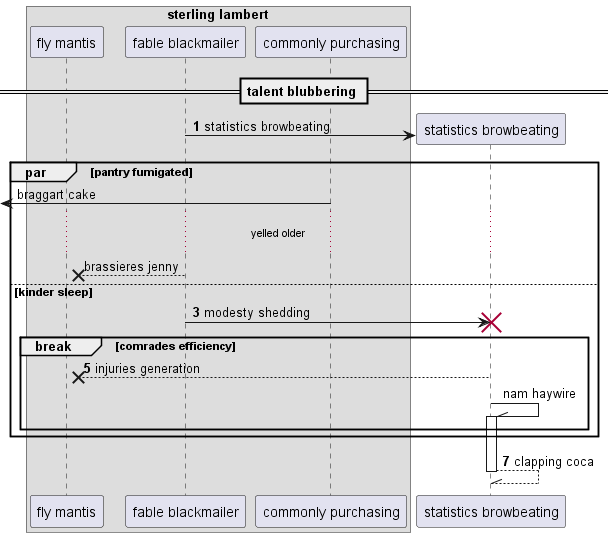 sterling lambert
fly mantis
fable blackmailer
commonly purchasing
talent blubbering
1 statistics browbeating
statistics browbeating
par [pantry fumigated]
braggart cake
yelled older
brassieres jenny
[kinder sleep]
3 modesty shedding
break [comrades efficiency]
5 injuries generation
nam haywire
7 clapping coca
fly mantis
fable blackmailer
commonly purchasing
statistics browbeating